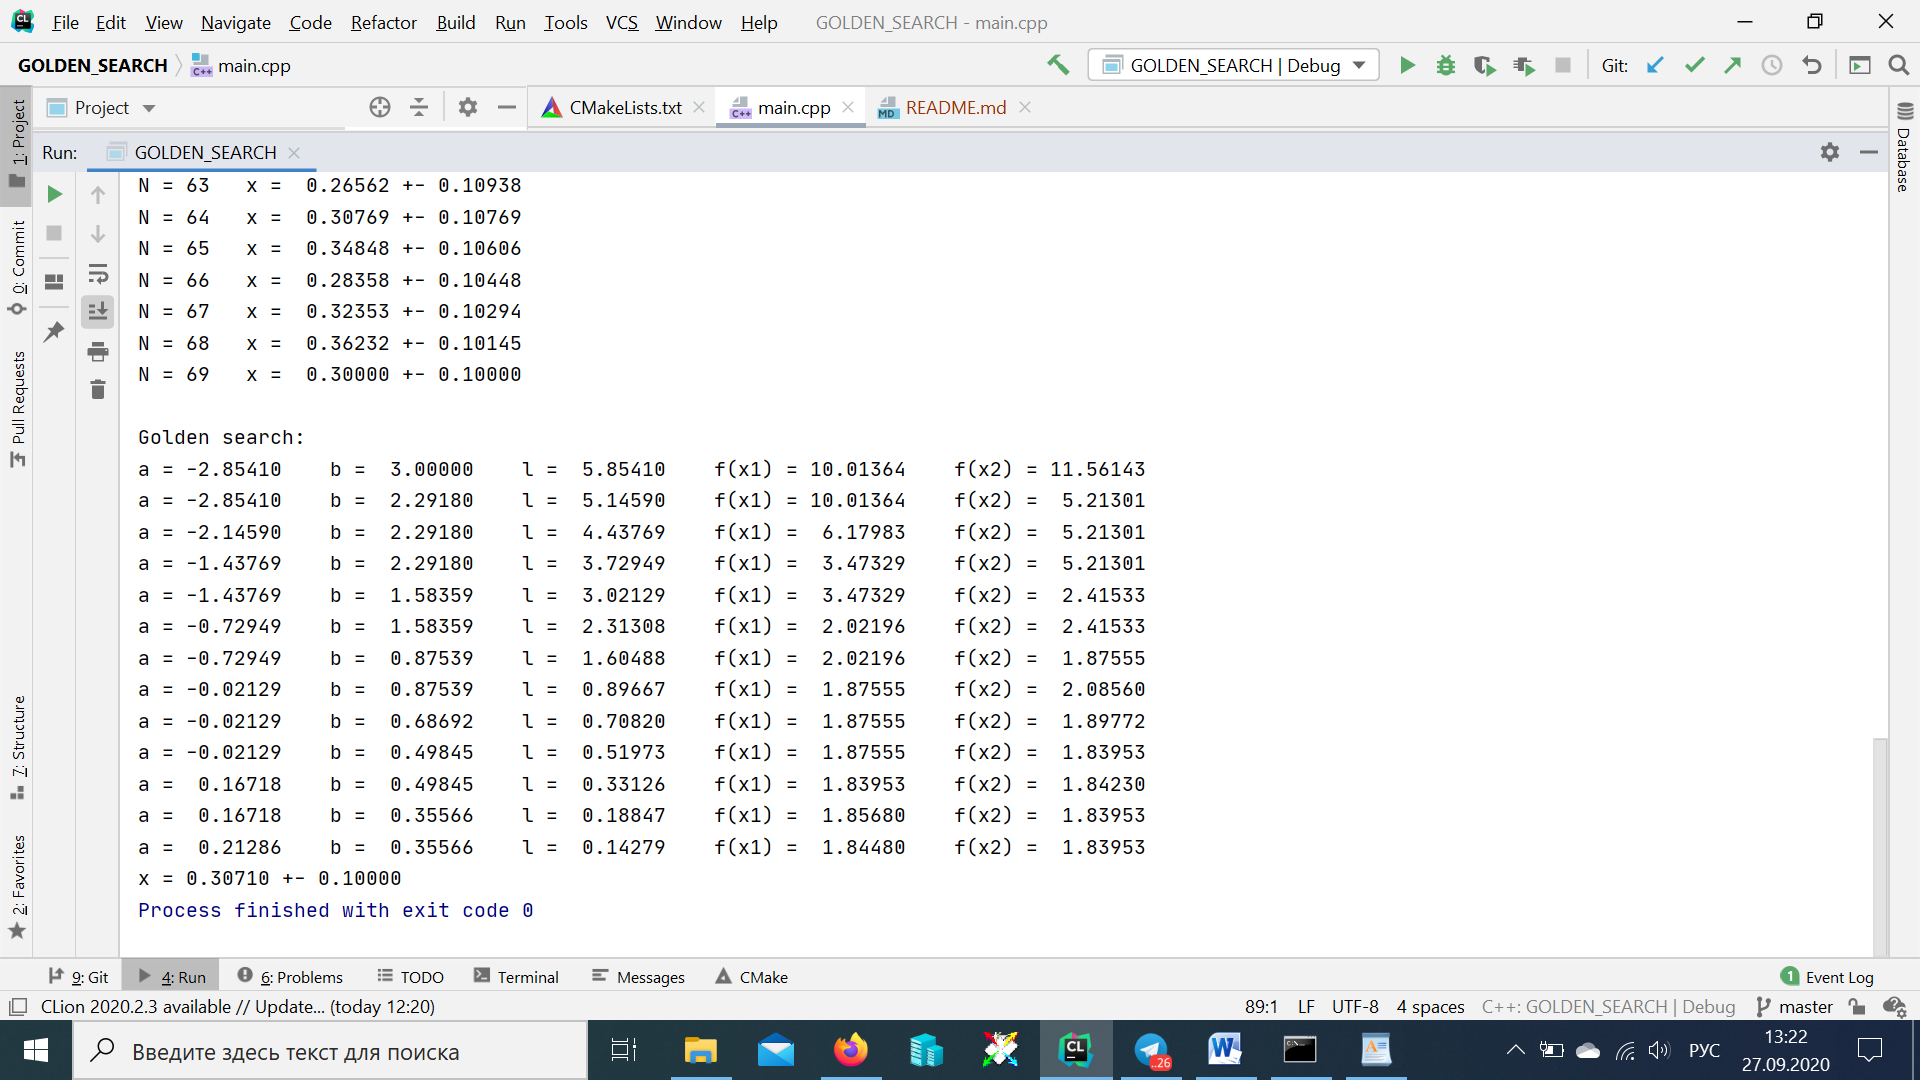 File Edit View Navigate Code Refactor Build Run Tools VCS Window Help GOLDEN_SEARCH - main.cpp
GOLDEN_SEARCH main.cpp GOLDEN_SEARCH | Debug Git:
1: Project
0: Commit
Pull Requests
7: Structure
2: Favorites
Project CMakeLists.txt main.cpp README.md
Database
Run: GOLDEN_SEARCH
N = 63 x = 0.26562 +- 0.10938
N = 64 x = 0.30769 +- 0.10769
N = 65 x = 0.34848 +- 0.10606
N = 66 x = 0.28358 +- 0.10448
N = 67 x = 0.32353 +- 0.10294
N = 68 x = 0.36232 +- 0.10145
N = 69 x = 0.30000 +- 0.10000
Golden search:
a = -2.85410 b = 3.00000 l = 5.85410 f(x1) = 10.01364 f(x2) = 11.56143
a = -2.85410 b = 2.29180 l = 5.14590 f(x1) = 10.01364 f(x2) = 5.21301
a = -2.14590 b = 2.29180 l = 4.43769 f(x1) = 6.17983 f(x2) = 5.21301
a = -1.43769 b = 2.29180 l = 3.72949 f(x1) = 3.47329 f(x2) = 5.21301
a = -1.43769 b = 1.58359 l = 3.02129 f(x1) = 3.47329 f(x2) = 2.41533
a = -0.72949 b = 1.58359 l = 2.31308 f(x1) = 2.02196 f(x2) = 2.41533
a = -0.72949 b = 0.87539 l = 1.60488 f(x1) = 2.02196 f(x2) = 1.87555
a = -0.02129 b = 0.87539 l = 0.89667 f(x1) = 1.87555 f(x2) = 2.08560
a = -0.02129 b = 0.68692 l = 0.70820 f(x1) = 1.87555 f(x2) = 1.89772
a = -0.02129 b = 0.49845 l = 0.51973 f(x1) = 1.87555 f(x2) = 1.83953
a = 0.16718 b = 0.49845 l = 0.33126 f(x1) = 1.83953 f(x2) = 1.84230
a = 0.16718 b = 0.35566 l = 0.18847 f(x1) = 1.85680 f(x2) = 1.83953
a = 0.21286 b = 0.35566 l = 0.14279 f(x1) = 1.84480 f(x2) = 1.83953
x = 0.30710 +- 0.10000
Process finished with exit code 0
9: Git 4: Run 6: Problems TODO Terminal Messages CMake 1 Event Log
CLion 2020.2.3 available // Update... (today 12:20) 89:1 LF UTF-8 4 spaces C++: GOLDEN_SEARCH | Debug master
Введите здесь текст для поиска ..26 РУС 13:22
27.09.2020